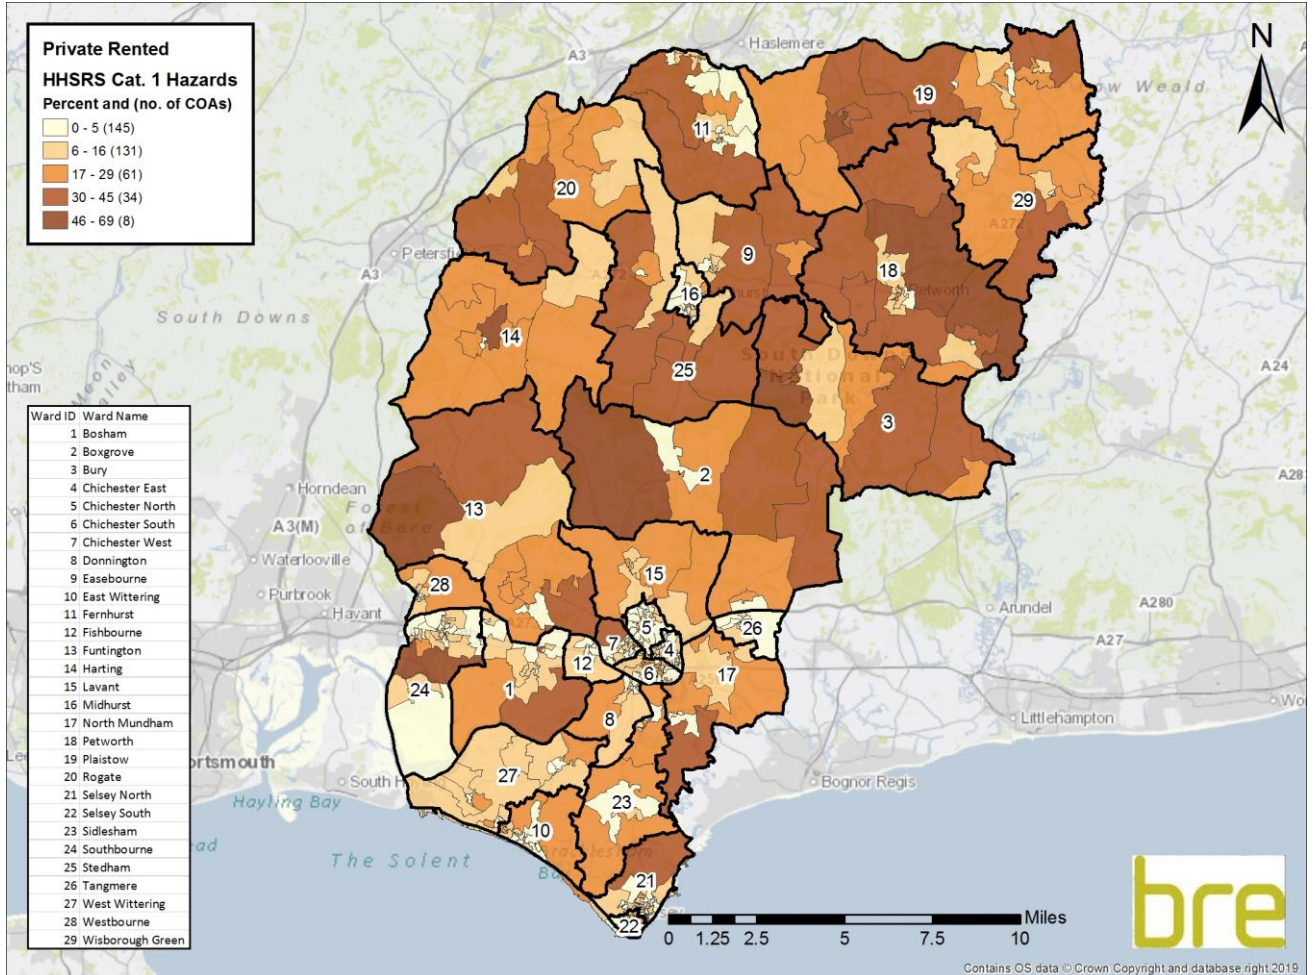 Private Rented
HHSRS Cat. 1 Hazards
Percent and (no. of COAs)
0 - 5 (145)
6 - 16 (131)
17 - 29 (61)
30 - 45 (34)
46 - 69 (8)
N
Haslemere
A3
19
11
20
29
A272
Petersfi
A3
9
18
16
Petworth
South Downs
14
25
South Downs
National
Park
A24
3
Ward ID Ward Name
1 Bosham
2 Boxgrove
3 Bury
4 Chichester East
5 Chichester North
6 Chichester South
7 Chichester West
8 Donnington
9 Easebourne
10 East Wittering
11 Fernhurst
12 Fishbourne
13 Funtington
14 Harting
15 Lavant
16 Midhurst
17 North Mundham
18 Petworth
19 Plaistow
20 Rogate
21 Selsey North
22 Selsey South
23 Sidlesham
24 Southbourne
25 Stedham
26 Tangmere
27 West Wittering
28 Westbourne
29 Wisborough Green
2
Horndean
13
Forest
of Bere
A3(M)
Waterlooville
15
28
Purbrook
Havant
Arundel
A280
A27
5
26
7
4
12
6
17
24
1
8
Littlehampton
ortsmouth
27
Bognor Regis
Hayling Bay
23
10
The Solent
21
22
Miles
0 1.25 2.5 5 7.5 10
bre
Contains OS data © Crown Copyright and database right 2019